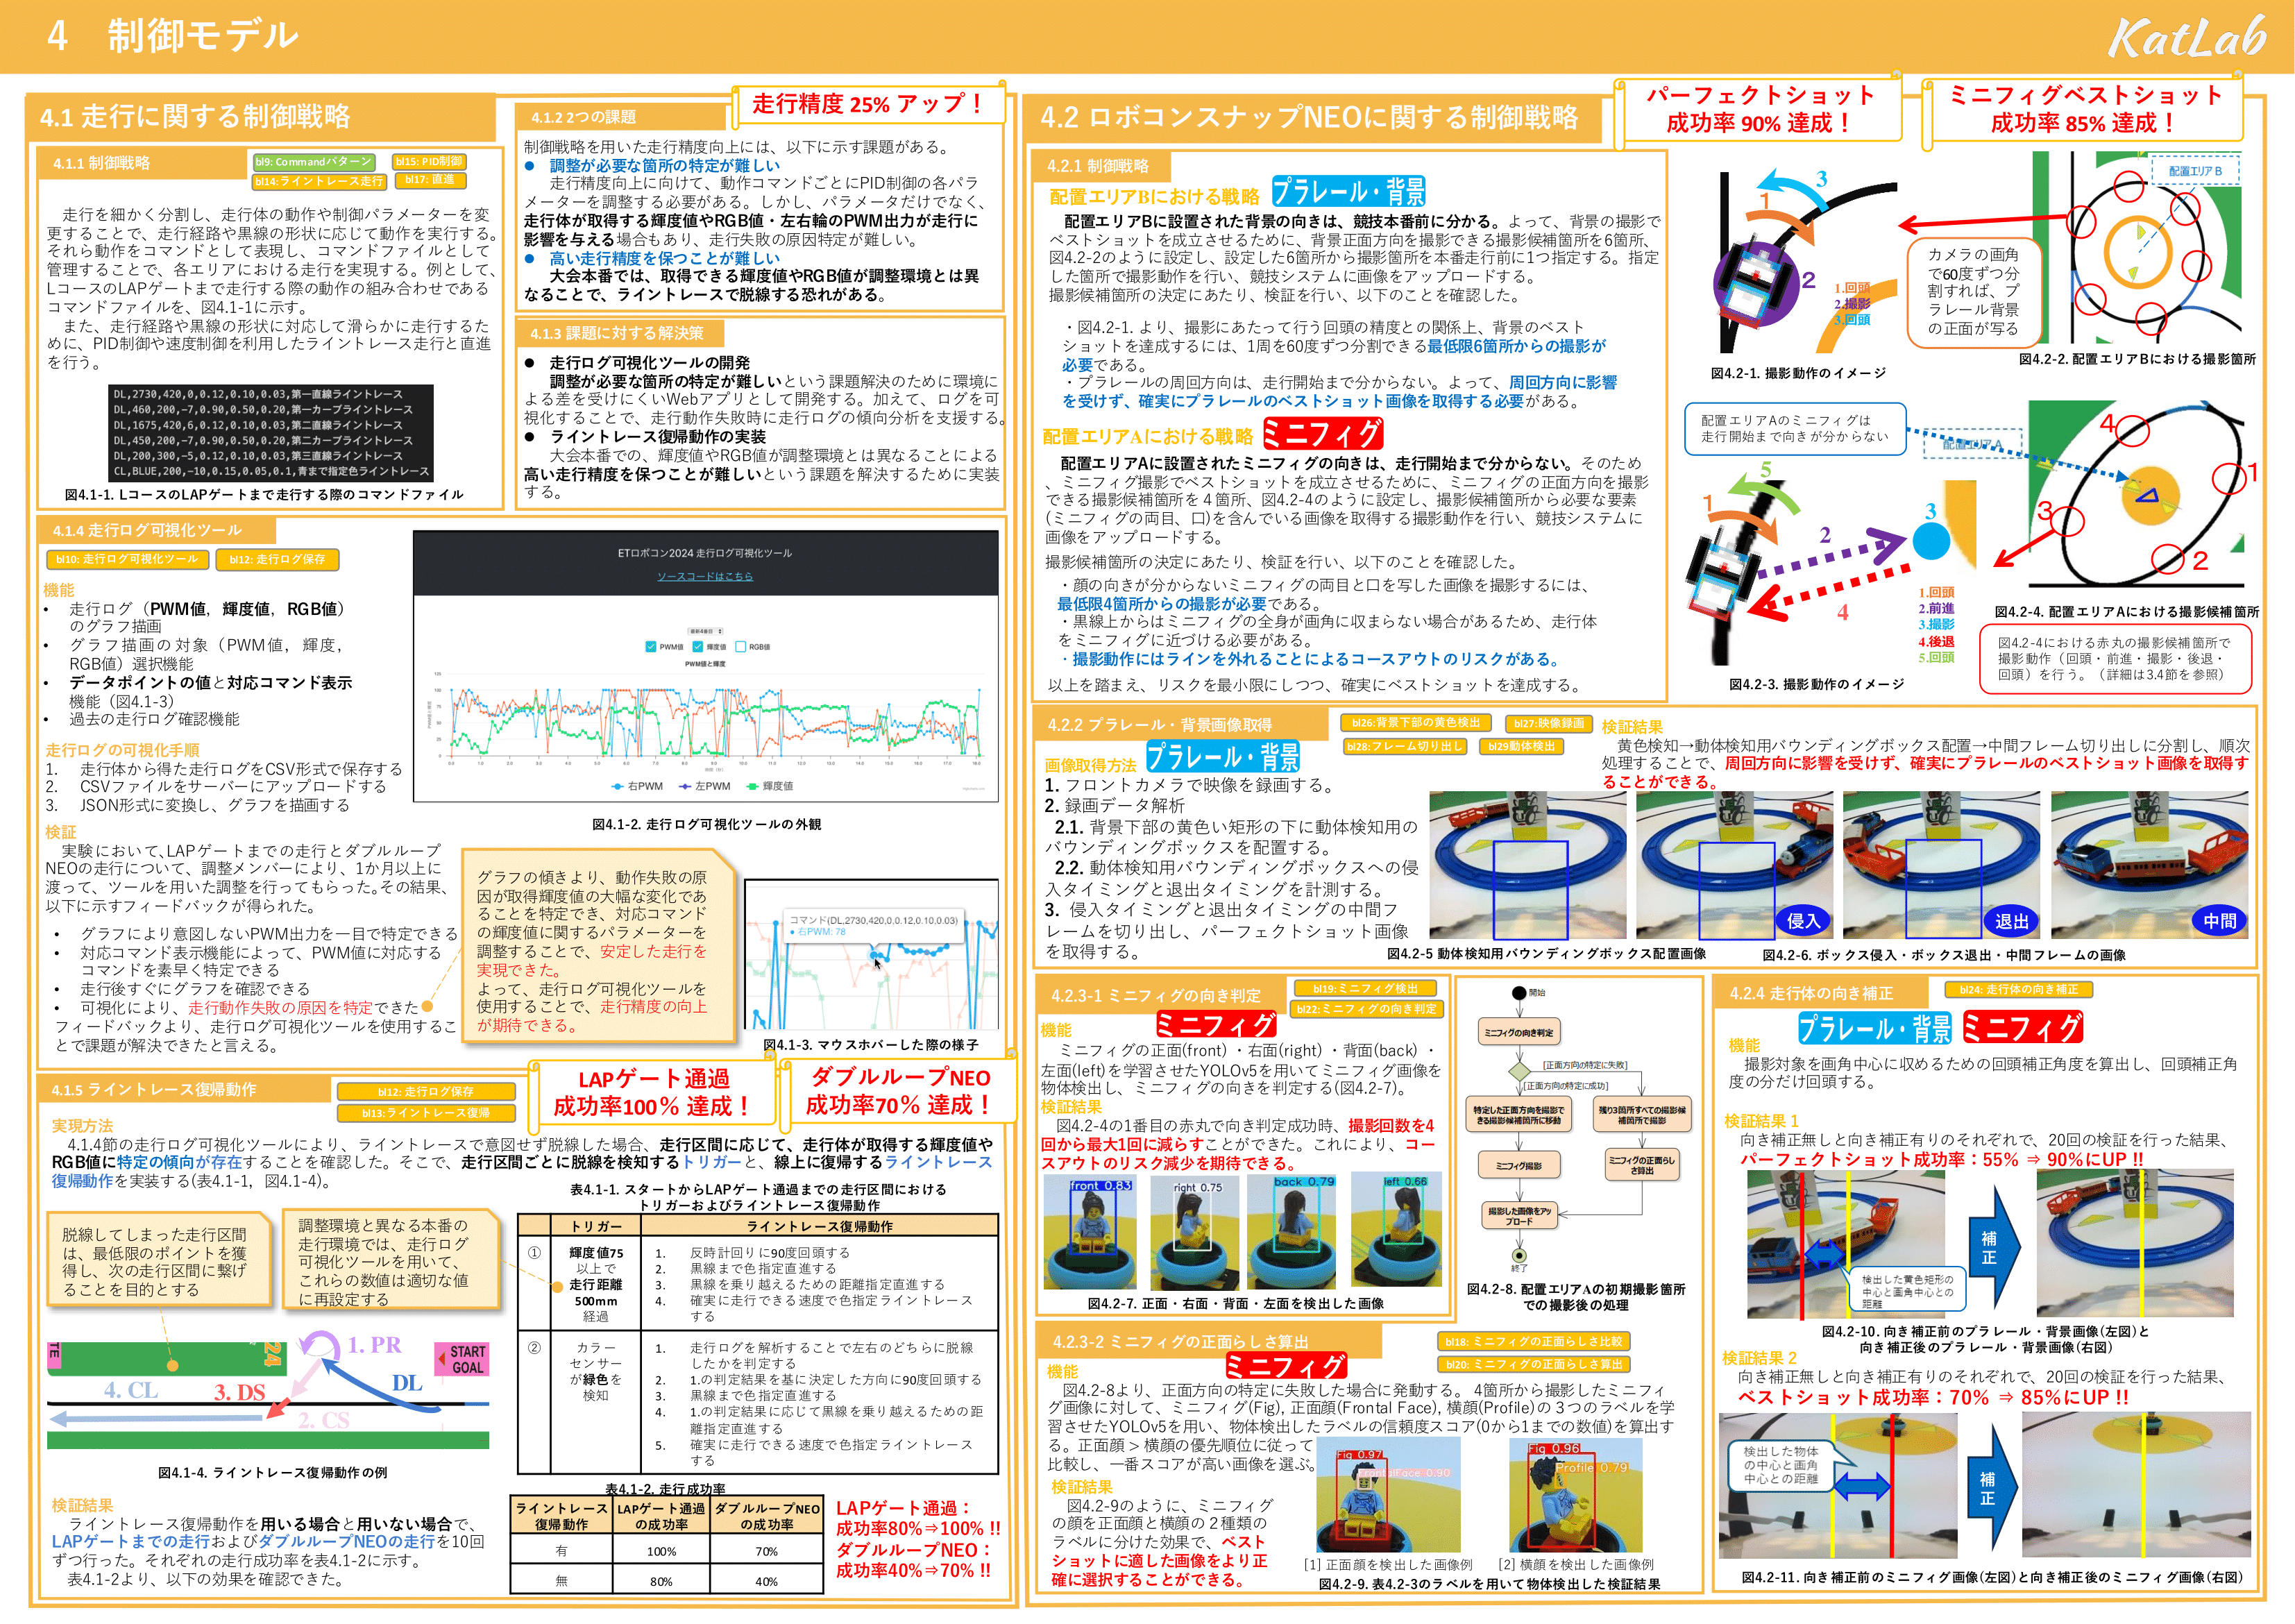 4 制御モデル
KatLab
4.1 走行に関する制御戦略
走行精度 25% アップ！
4.1.1 制御戦略
bl9: Commandパターン
bl15: PID制御
bl14:ライントレース走行
bl17: 直進
走行を細かく分割し、走行体の動作や制御パラメーターを変
更することで、走行経路や黒線の形状に応じて動作を実行する。
それら動作をコマンドとして表現し、コマンドファイルとして
管理することで、各エリアにおける走行を実現する。例として、
LコースのLAPゲートまで走行する際の動作の組み合わせである
コマンドファイルを、図4.1-1に示す。
また、走行経路や黒線の形状に対応して滑らかに走行するた
めに、PID制御や速度制御を利用したライントレース走行と直進
を行う。
DL,2730,420,0,0.12,0.10,0.03,第一直線ライントレース
DL,460,200,-7,0.90,0.50,0.20,第一カーブライントレース
DL,1675,420,6,0.12,0.10,0.03,第二直線ライントレース
DL,450,200,-7,0.90,0.50,0.20,第二カーブライントレース
DL,200,300,-5,0.12,0.10,0.03,第三直線ライントレース
CL,BLUE,200,-10,0.15,0.05,0.1,青まで指定色ライントレース
図4.1-1. LコースのLAPゲートまで走行する際のコマンドファイル
4.1.2 2つの課題
制御戦略を用いた走行精度向上には、以下に示す課題がある。
● 調整が必要な箇所の特定が難しい
走行精度向上に向けて、動作コマンドごとにPID制御の各パラ
メーターを調整する必要がある。しかし、パラメータだけでなく、
走行体が取得する輝度値やRGB値・左右輪のPWM出力が走行に
影響を与える場合もあり、走行失敗の原因特定が難しい。
● 高い走行精度を保つことが難しい
大会本番では、取得できる輝度値やRGB値が調整環境とは異
なることで、ライントレースで脱線する恐れがある。
4.1.3 課題に対する解決策
● 走行ログ可視化ツールの開発
調整が必要な箇所の特定が難しいという課題解決のために環境に
よる差を受けにくいWebアプリとして開発する。加えて、ログを可
視化することで、走行動作失敗時に走行ログの傾向分析を支援する。
● ライントレース復帰動作の実装
大会本番での、輝度値やRGB値が調整環境とは異なることによる
高い走行精度を保つことが難しいという課題を解決するために実装
する。
4.1.4 走行ログ可視化ツール
bl10: 走行ログ可視化ツール
bl12: 走行ログ保存
機能
• 走行ログ（PWM値，輝度値，RGB値）
のグラフ描画
• グラフ描画の対象（PWM値，輝度，
RGB値）選択機能
• データポイントの値と対応コマンド表示
機能（図4.1-3）
• 過去の走行ログ確認機能
走行ログの可視化手順
1. 走行体から得た走行ログをCSV形式で保存する
2. CSVファイルをサーバーにアップロードする
3. JSON形式に変換し、グラフを描画する
検証
実験において、LAPゲートまでの走行とダブルループ
NEOの走行について、調整メンバーにより、1か月以上に
渡って、ツールを用いた調整を行ってもらった。その結果、
以下に示すフィードバックが得られた。
• グラフにより意図しないPWM出力を一目で特定できる
• 対応コマンド表示機能によって、PWM値に対応する
コマンドを素早く特定できる
• 走行後すぐにグラフを確認できる
• 可視化により、走行動作失敗の原因を特定できた
フィードバックより、走行ログ可視化ツールを使用するこ
とで課題が解決できたと言える。
ETロボコン2024 走行ログ可視化ツール
ソースコードはこちら
PWM値 輝度値 RGB値
PWM値と輝度
右PWM 左PWM 輝度値
図4.1-2. 走行ログ可視化ツールの外観
グラフの傾きより、動作失敗の原
因が取得輝度値の大幅な変化であ
ることを特定でき、対応コマンド
の輝度値に関するパラメーターを
調整することで、安定した走行を
実現できた。
よって、走行ログ可視化ツールを
使用することで、走行精度の向上
が期待できる。
コマンド(DL,2730,420,0,0.12,0.10,0.03)
● 右PWM: 78
図4.1-3. マウスホバーした際の様子
4.1.5 ライントレース復帰動作
bl12: 走行ログ保存
bl13:ライントレース復帰
LAPゲート通過
成功率100% 達成！
ダブルループNEO
成功率70% 達成！
実現方法
4.1.4節の走行ログ可視化ツールにより、ライントレースで意図せず脱線した場合、走行区間に応じて、走行体が取得する輝度値や
RGB値に特定の傾向が存在することを確認した。そこで、走行区間ごとに脱線を検知するトリガーと、線上に復帰するライントレース
復帰動作を実装する(表4.1-1，図4.1-4)。
脱線してしまった走行区間
は、最低限のポイントを獲
得し、次の走行区間に繋げ
ることを目的とする
調整環境と異なる本番の
走行環境では、走行ログ
可視化ツールを用いて、
これらの数値は適切な値
に再設定する
TE
24
1. PR
START
GOAL
DL
4. CL
3. DS
2. CS
図4.1-4. ライントレース復帰動作の例
表4.1-1. スタートからLAPゲート通過までの走行区間における
トリガーおよびライントレース復帰動作
トリガー ライントレース復帰動作
① 輝度値75
以上で
走行距離
500mm
経過
1. 反時計回りに90度回頭する
2. 黒線まで色指定直進する
3. 黒線を乗り越えるための距離指定直進する
4. 確実に走行できる速度で色指定ライントレース
する
② カラー
センサー
が緑色を
検知
1. 走行ログを解析することで左右のどちらに脱線
したかを判定する
2. 1.の判定結果を基に決定した方向に90度回頭する
3. 黒線まで色指定直進する
4. 1.の判定結果に応じて黒線を乗り越えるための距
離指定直進する
5. 確実に走行できる速度で色指定ライントレース
する
検証結果
ライントレース復帰動作を用いる場合と用いない場合で、
LAPゲートまでの走行およびダブルループNEOの走行を10回
ずつ行った。それぞれの走行成功率を表4.1-2に示す。
表4.1-2より、以下の効果を確認できた。
表4.1-2. 走行成功率
ライントレース
復帰動作
LAPゲート通過
の成功率
ダブルループNEO
の成功率
有 100% 70%
無 80% 40%
LAPゲート通過：
成功率80%⇒100% !!
ダブルループNEO：
成功率40%⇒70% !!
4.2 ロボコンスナップNEOに関する制御戦略
パーフェクトショット
成功率 90% 達成！
ミニフィグベストショット
成功率 85% 達成！
4.2.1 制御戦略
配置エリアBにおける戦略 プラレール・背景
配置エリアBに設置された背景の向きは、競技本番前に分かる。よって、背景の撮影で
ベストショットを成立させるために、背景正面方向を撮影できる撮影候補箇所を6箇所、
図4.2-2のように設定し、設定した6箇所から撮影箇所を本番走行前に1つ指定する。指定
した箇所で撮影動作を行い、競技システムに画像をアップロードする。
撮影候補箇所の決定にあたり、検証を行い、以下のことを確認した。
・図4.2-1. より、撮影にあたって行う回頭の精度との関係上、背景のベスト
ショットを達成するには、1周を60度ずつ分割できる最低限6箇所からの撮影が
必要である。
・プラレールの周回方向は、走行開始まで分からない。よって、周回方向に影響
を受けず、確実にプラレールのベストショット画像を取得する必要がある。
配置エリアAにおける戦略 ミニフィグ
配置エリアAに設置されたミニフィグの向きは、走行開始まで分からない。そのため
、ミニフィグ撮影でベストショットを成立させるために、ミニフィグの正面方向を撮影
できる撮影候補箇所を４箇所、図4.2-4のように設定し、撮影候補箇所から必要な要素
(ミニフィグの両目、口)を含んでいる画像を取得する撮影動作を行い、競技システムに
画像をアップロードする。
撮影候補箇所の決定にあたり、検証を行い、以下のことを確認した。
・顔の向きが分からないミニフィグの両目と口を写した画像を撮影するには、
最低限4箇所からの撮影が必要である。
・黒線上からはミニフィグの全身が画角に収まらない場合があるため、走行体
をミニフィグに近づける必要がある。
・撮影動作にはラインを外れることによるコースアウトのリスクがある。
以上を踏まえ、リスクを最小限にしつつ、確実にベストショットを達成する。
3
1
2
1.回頭
2.撮影
3.回頭
図4.2-1. 撮影動作のイメージ
カメラの画角
で60度ずつ分
割すれば、プ
ラレール背景
の正面が写る
配置エリア B
図4.2-2. 配置エリアBにおける撮影箇所
配置エリアAのミニフィグは
走行開始まで向きが分からない
配置エリア A
5
1
2
3
4
1.回頭
2.前進
3.撮影
4.後退
5.回頭
図4.2-3. 撮影動作のイメージ
4
1
3
2
図4.2-4. 配置エリアAにおける撮影候補箇所
図4.2-4における赤丸の撮影候補箇所で
撮影動作（回頭・前進・撮影・後退・
回頭）を行う。（詳細は3.4節を参照）
4.2.2 プラレール・背景画像取得
bl26:背景下部の黄色検出
bl27:映像録画
bl28:フレーム切り出し
bl29動体検出
画像取得方法 プラレール・背景
1. フロントカメラで映像を録画する。
2. 録画データ解析
2.1. 背景下部の黄色い矩形の下に動体検知用の
バウンディングボックスを配置する。
2.2. 動体検知用バウンディングボックスへの侵
入タイミングと退出タイミングを計測する。
3. 侵入タイミングと退出タイミングの中間フ
レームを切り出し、パーフェクトショット画像
を取得する。
検証結果
黄色検知→動体検知用バウンディングボックス配置→中間フレーム切り出しに分割し、順次
処理することで、周回方向に影響を受けず、確実にプラレールのベストショット画像を取得す
ることができる。
侵入
退出
中間
図4.2-5 動体検知用バウンディングボックス配置画像
図4.2-6. ボックス侵入・ボックス退出・中間フレームの画像
4.2.3-1 ミニフィグの向き判定
bl19:ミニフィグ検出
bl22:ミニフィグの向き判定
機能 ミニフィグ
ミニフィグの正面(front) ・右面(right) ・背面(back) ・
左面(left) を学習させたYOLOv5を用いてミニフィグ画像を
物体検出し、ミニフィグの向きを判定する(図4.2-7)。
検証結果
図4.2-4の1番目の赤丸で向き判定成功時、撮影回数を4
回から最大1回に減らすことができた。これにより、コー
スアウトのリスク減少を期待できる。
front 0.83
right 0.75
back 0.79
left 0.66
図4.2-7. 正面・右面・背面・左面を検出した画像
開始
ミニフィグの向き判定
[正面方向の特定に失敗]
[正面方向の特定に成功]
特定した正面方向を撮影で
きる撮影候補箇所に移動
残り3箇所すべての撮影候
補箇所で撮影
ミニフィグ撮影
ミニフィグの正面らし
さ算出
撮影した画像をアッ
プロード
終了
図4.2-8. 配置エリアAの初期撮影箇所
での撮影後の処理
4.2.3-2 ミニフィグの正面らしさ算出
bl18: ミニフィグの正面らしさ比較
bl20: ミニフィグの正面らしさ算出
機能 ミニフィグ
図4.2-8より、正面方向の特定に失敗した場合に発動する。 4箇所から撮影したミニフィ
グ画像に対して、ミニフィグ(Fig), 正面顔(Frontal Face), 横顔(Profile)の３つのラベルを学
習させたYOLOv5を用い、物体検出したラベルの信頼度スコア(0から1までの数値)を算出す
る。正面顔＞横顔の優先順位に従って
比較し、一番スコアが高い画像を選ぶ。
検証結果
図4.2-9のように、ミニフィグ
の顔を正面顔と横顔の２種類の
ラベルに分けた効果で、ベスト
ショットに適した画像をより正
確に選択することができる。
Fig 0.97
FrontalFace 0.90
Fig 0.96
Profile 0.79
[1] 正面顔を検出した画像例
[2] 横顔を検出した画像例
図4.2-9. 表4.2-3のラベルを用いて物体検出した検証結果
4.2.4 走行体の向き補正
bl24: 走行体の向き補正
プラレール・背景 ミニフィグ
機能
撮影対象を画角中心に収めるための回頭補正角度を算出し、回頭補正角
度の分だけ回頭する。
検証結果 1
向き補正無しと向き補正有りのそれぞれで、20回の検証を行った結果、
パーフェクトショット成功率：55% ⇒ 90%にUP !!
補正
検出した黄色矩形の
中心と画角中心との
距離
図4.2-10. 向き補正前のプラレール・背景画像(左図)と
向き補正後のプラレール・背景画像(右図)
検証結果 2
向き補正無しと向き補正有りのそれぞれで、20回の検証を行った結果、
ベストショット成功率：70% ⇒ 85%にUP !!
検出した物体
の中心と画角
中心との距離
補正
図4.2-11. 向き補正前のミニフィグ画像(左図)と向き補正後のミニフィグ画像(右図)